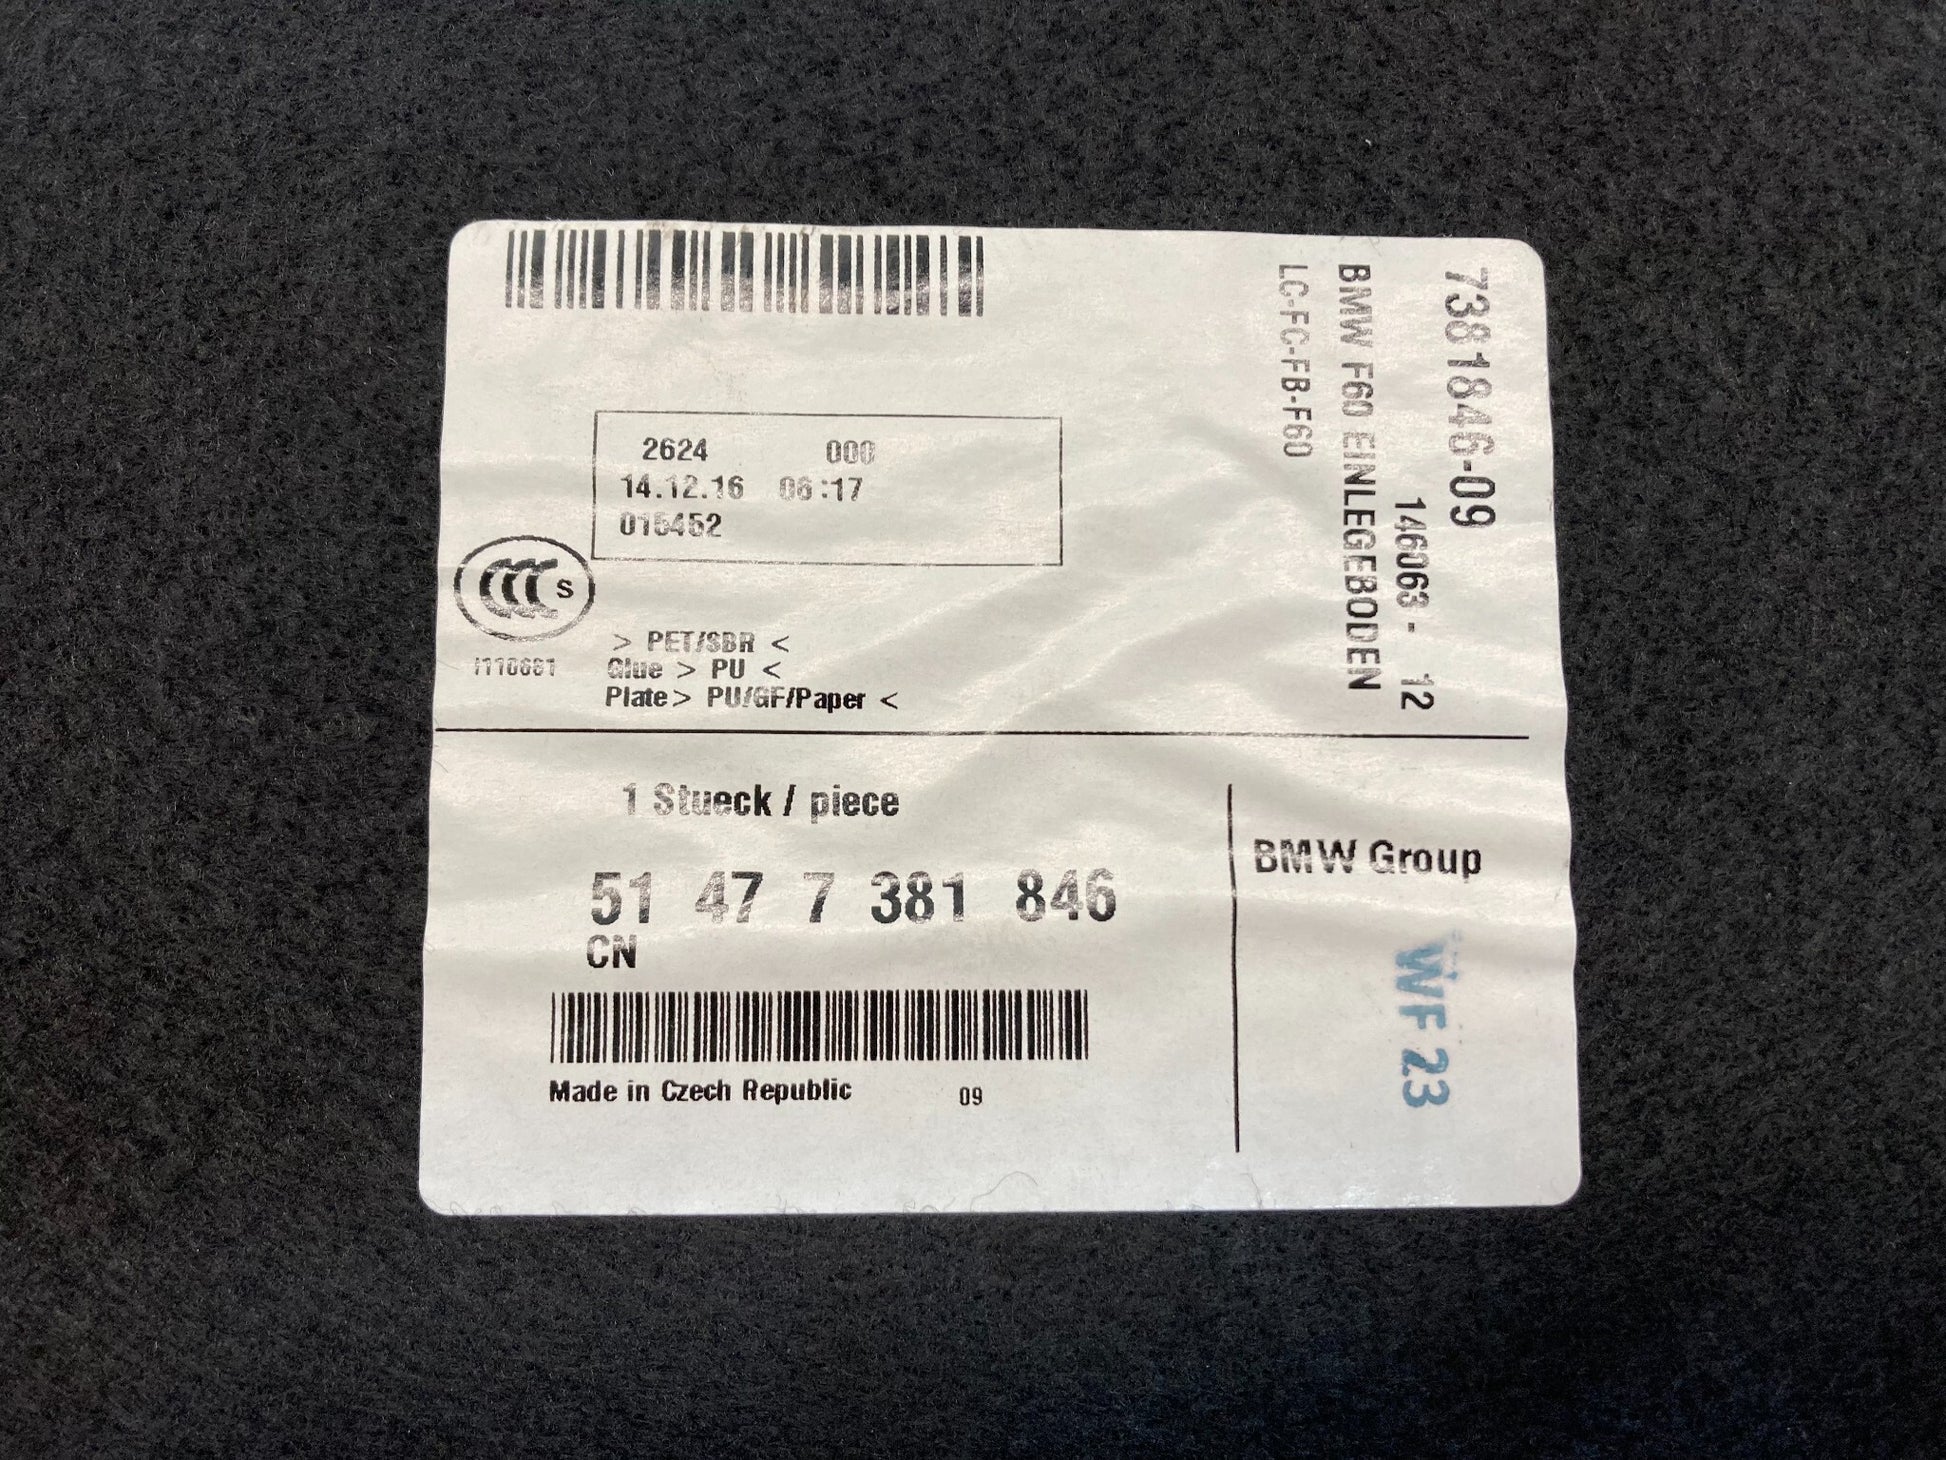 2624 000
14.12.16 06:17
015452
S
> PET/SBR <
Glue > PU <
Plate > PU/GF/Paper <
7381846-09
146063 - 12
BMW F60 EINLEGEBODEN
LC-FC-FB-F60
1 Stueck / piece
51 47 7 381 846
CN
Made in Czech Republic 09
BMW Group
WF 23